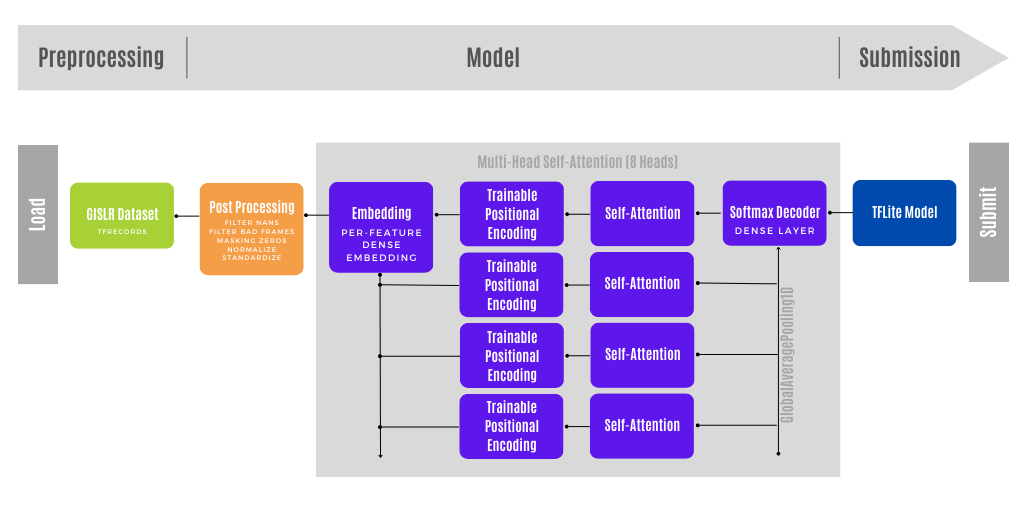 Preprocessing
Model
Submission
Load
GISLR Dataset
TFRECORDS
Post Processing
FILTER NANS
FILTER BAD FRAMES
MASKING ZEROS
NORMALIZE
STANDARDIZE
Multi-Head Self-Attention (8 Heads)
Embedding
PER-FEATURE
DENSE
EMBEDDING
Trainable
Positional
Encoding
Self-Attention
Softmax Decoder
DENSE LAYER
TFLite Model
Submit
Trainable
Positional
Encoding
Self-Attention
Trainable
Positional
Encoding
Self-Attention
Trainable
Positional
Encoding
Self-Attention
GlobalAveragePooling1D